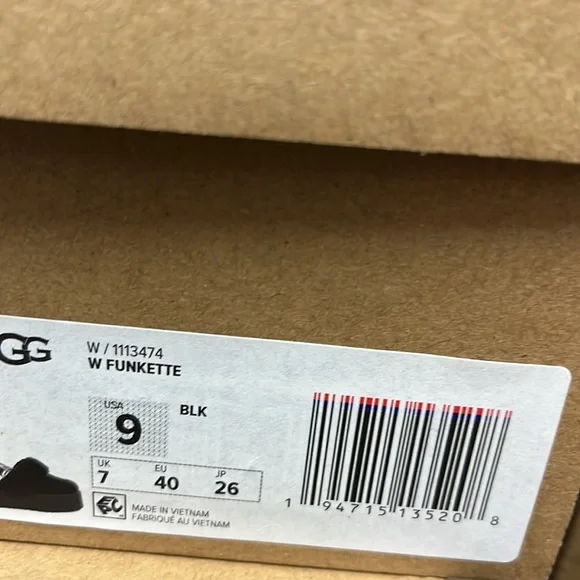 GG
W / 1113474
W FUNKETTE
USA
9
BLK
UK EU JP
7 40 26
MADE IN VIETNAM
FABRIQUÉ AU VIETNAM
1 94715 13520 8